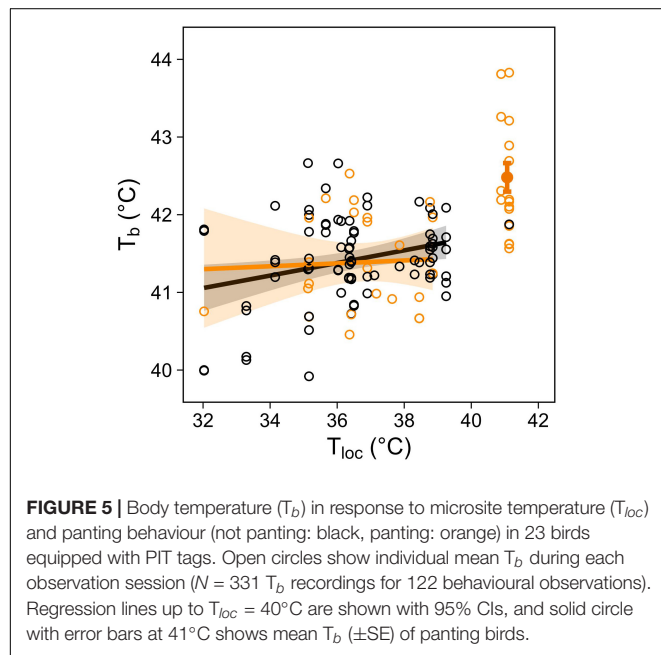 44
43
42
41
40
T_b (°C)
32 34 36 38 40 42
T_loc (°C)
FIGURE 5 | Body temperature (T_b) in response to microsite temperature (T_loc)
and panting behaviour (not panting: black, panting: orange) in 23 birds
equipped with PIT tags. Open circles show individual mean T_b during each
observation session (N = 331 T_b recordings for 122 behavioural observations).
Regression lines up to T_loc = 40°C are shown with 95% CIs, and solid circle
with error bars at 41°C shows mean T_b (±SE) of panting birds.